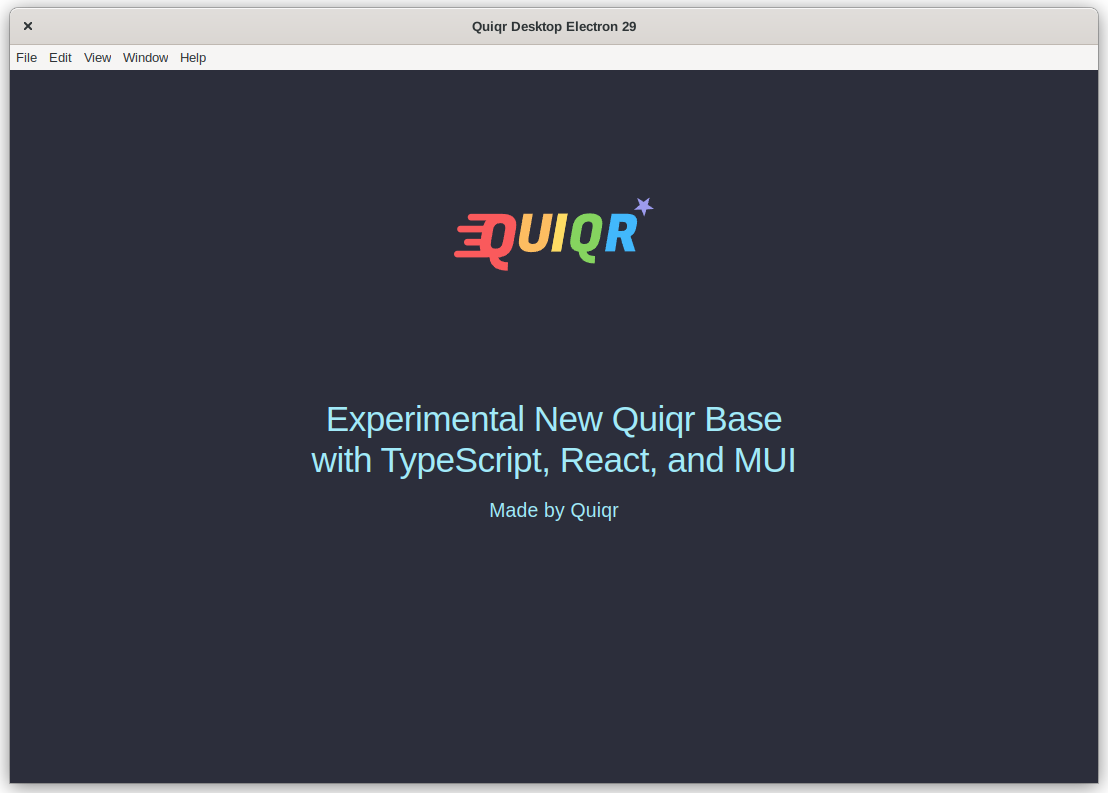 Quiqr Desktop Electron 29
File Edit View Window Help
QUIQR
Experimental New Quiqr Base
with TypeScript, React, and MUI
Made by Quiqr